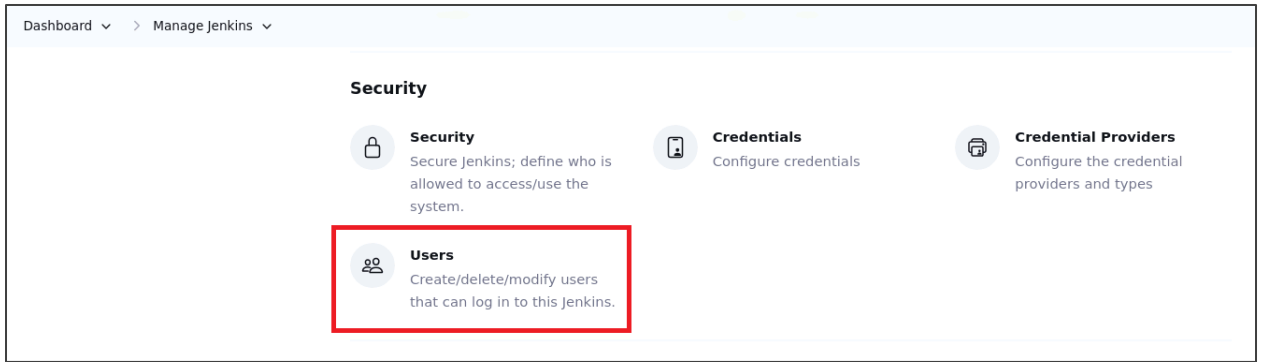 Dashboard
Manage Jenkins
Security
Security
Secure Jenkins; define who is
allowed to access/use the
system.
Credentials
Configure credentials
Credential Providers
Configure the credential
providers and types
Users
Create/delete/modify users
that can log in to this Jenkins.